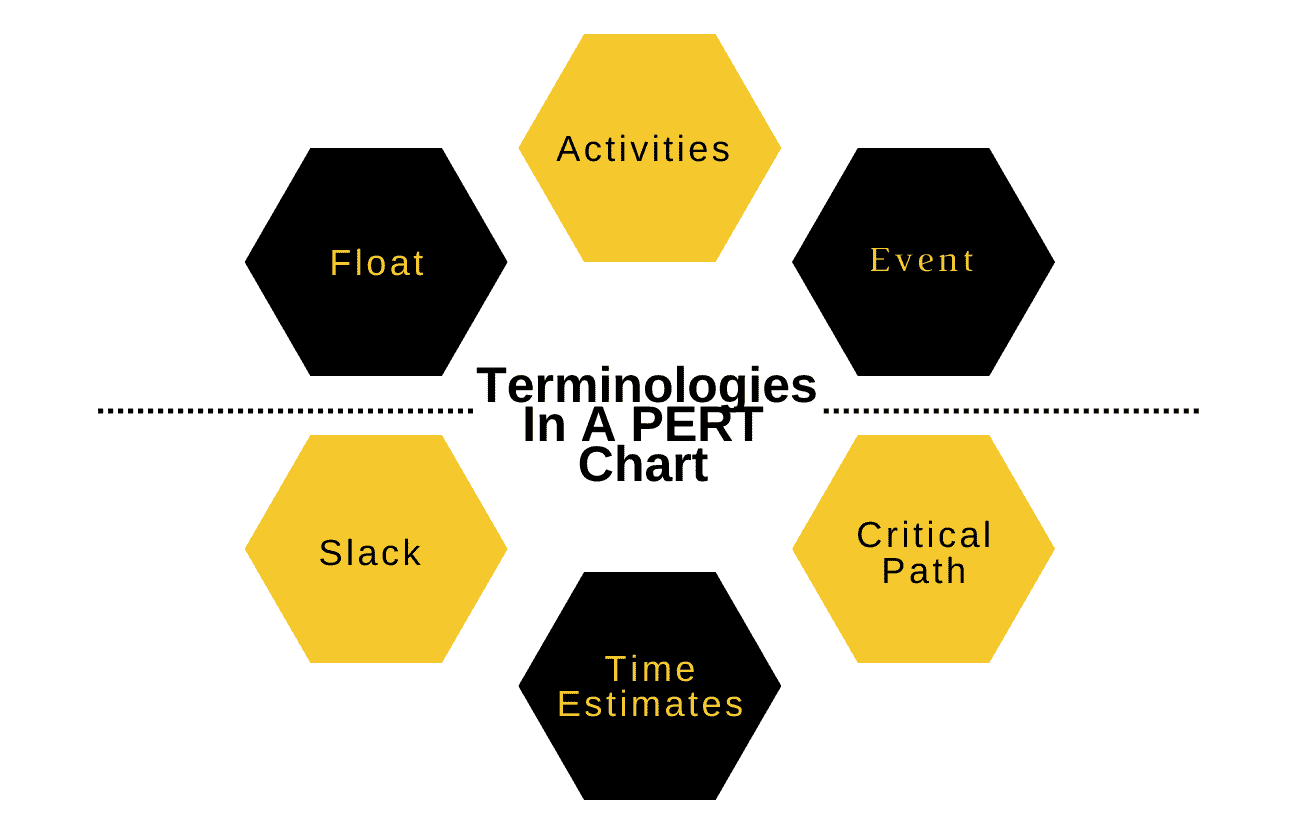 Activities
Float
Event
Terminologies
In A PERT
Chart
Slack
Critical
Path
Time
Estimates